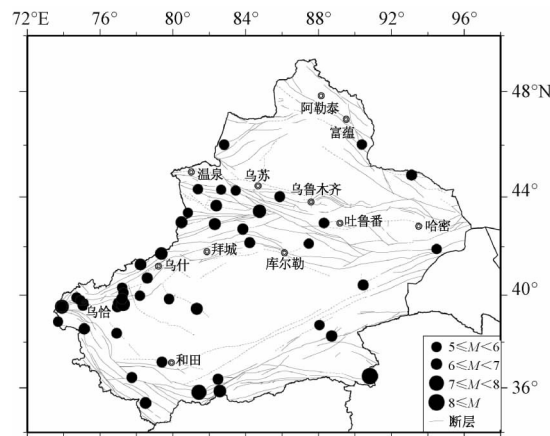 72°E 76° 80° 84° 88° 92° 96°
48°N
阿勒泰
富蕴
温泉
乌苏
44°
乌鲁木齐
吐鲁番
哈密
拜城
乌什
库尔勒
40°
乌恰
5≤M<6
6≤M<7
和田
7≤M<8
8≤M
36°
断层